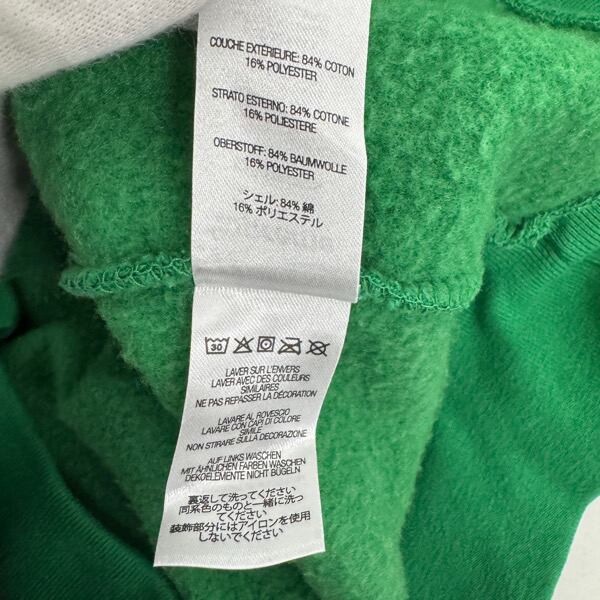 COUCHE EXTÉRIEURE: 84% COTON
16% POLYESTER
STRATO ESTERNO: 84% COTONE
16% POLIESTERE
OBERSTOFF: 84% BAUMWOLLE
16% POLYESTER
シェル: 84% 綿
16% ポリエステル
30
LAVER SUR L'ENVERS
LAVER AVEC DES COULEURS
SIMILAIRES
NE PAS REPASSER LA DÉCORATION
LAVARE AL ROVESCIO
LAVARE CON CAPI DI COLORE
SIMILE
NON STIRARE SULLA DECORAZIONE
AUF LINKS WASCHEN
MIT ÄHNLICHEN FARBEN WASCHEN
DEKOELEMENTE NICHT BÜGELN
裏返して洗ってください
同系色のものと一緒に洗っ
てください
装飾部分にはアイロンを使用
しないでください